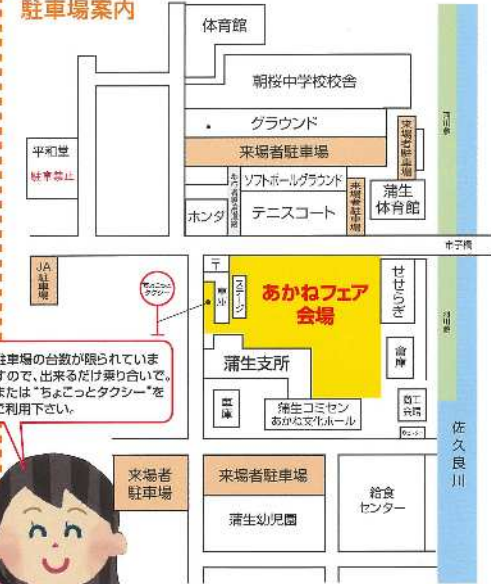 駐車場案内
体育館
朝桜中学校校舎
グラウンド
来場者駐車場
来場者駐車場
平和堂
駐車禁止
ソフトボールグラウンド
来場者駐車場
蒲生
体育館
ホンダ
テニスコート
市子橋
JA
駐車場
ちょこっと
タクシー
〒
車庫
ステージ
あかねフェア
会場
せせらぎ
倉庫
駐車場の台数が限られていま
すので、出来るだけ乗り合いで。
または“ちょこっとタクシー”を
ご利用下さい。
蒲生支所
車庫
蒲生コミセン
あかね文化ホール
商工
会館
佐久良川
来場者
駐車場
来場者駐車場
蒲生幼児園
給食
センター